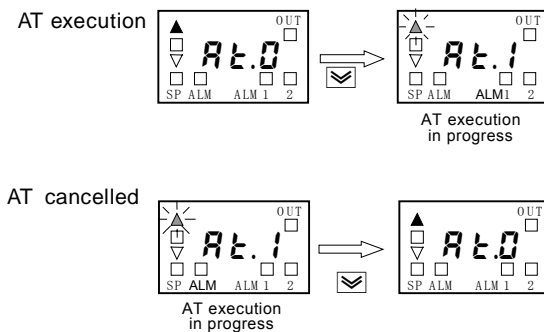 AT execution
OUT
At.0
SP ALM ALM 1 2
OUT
At.1
SP ALM ALM1 2
AT execution
in progress
AT cancelled
OUT
At.1
SP ALM ALM 1 2
AT execution
in progress
OUT
At.0
SP ALM ALM 1 2